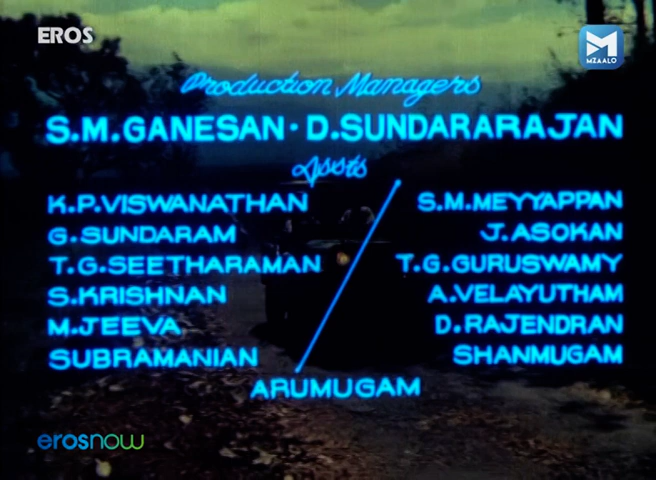 EROS
M
MZAALO
Production Managers
S.M.GANESAN · D.SUNDARARAJAN
Assts
K.P.VISWANATHAN S.M.MEYYAPPAN
G.SUNDARAM J.ASOKAN
T.G.SEETHARAMAN T.G.GURUSWAMY
S.KRISHNAN A.VELAYUTHAM
M.JEEVA D.RAJENDRAN
SUBRAMANIAN SHANMUGAM
ARUMUGAM
erosnow